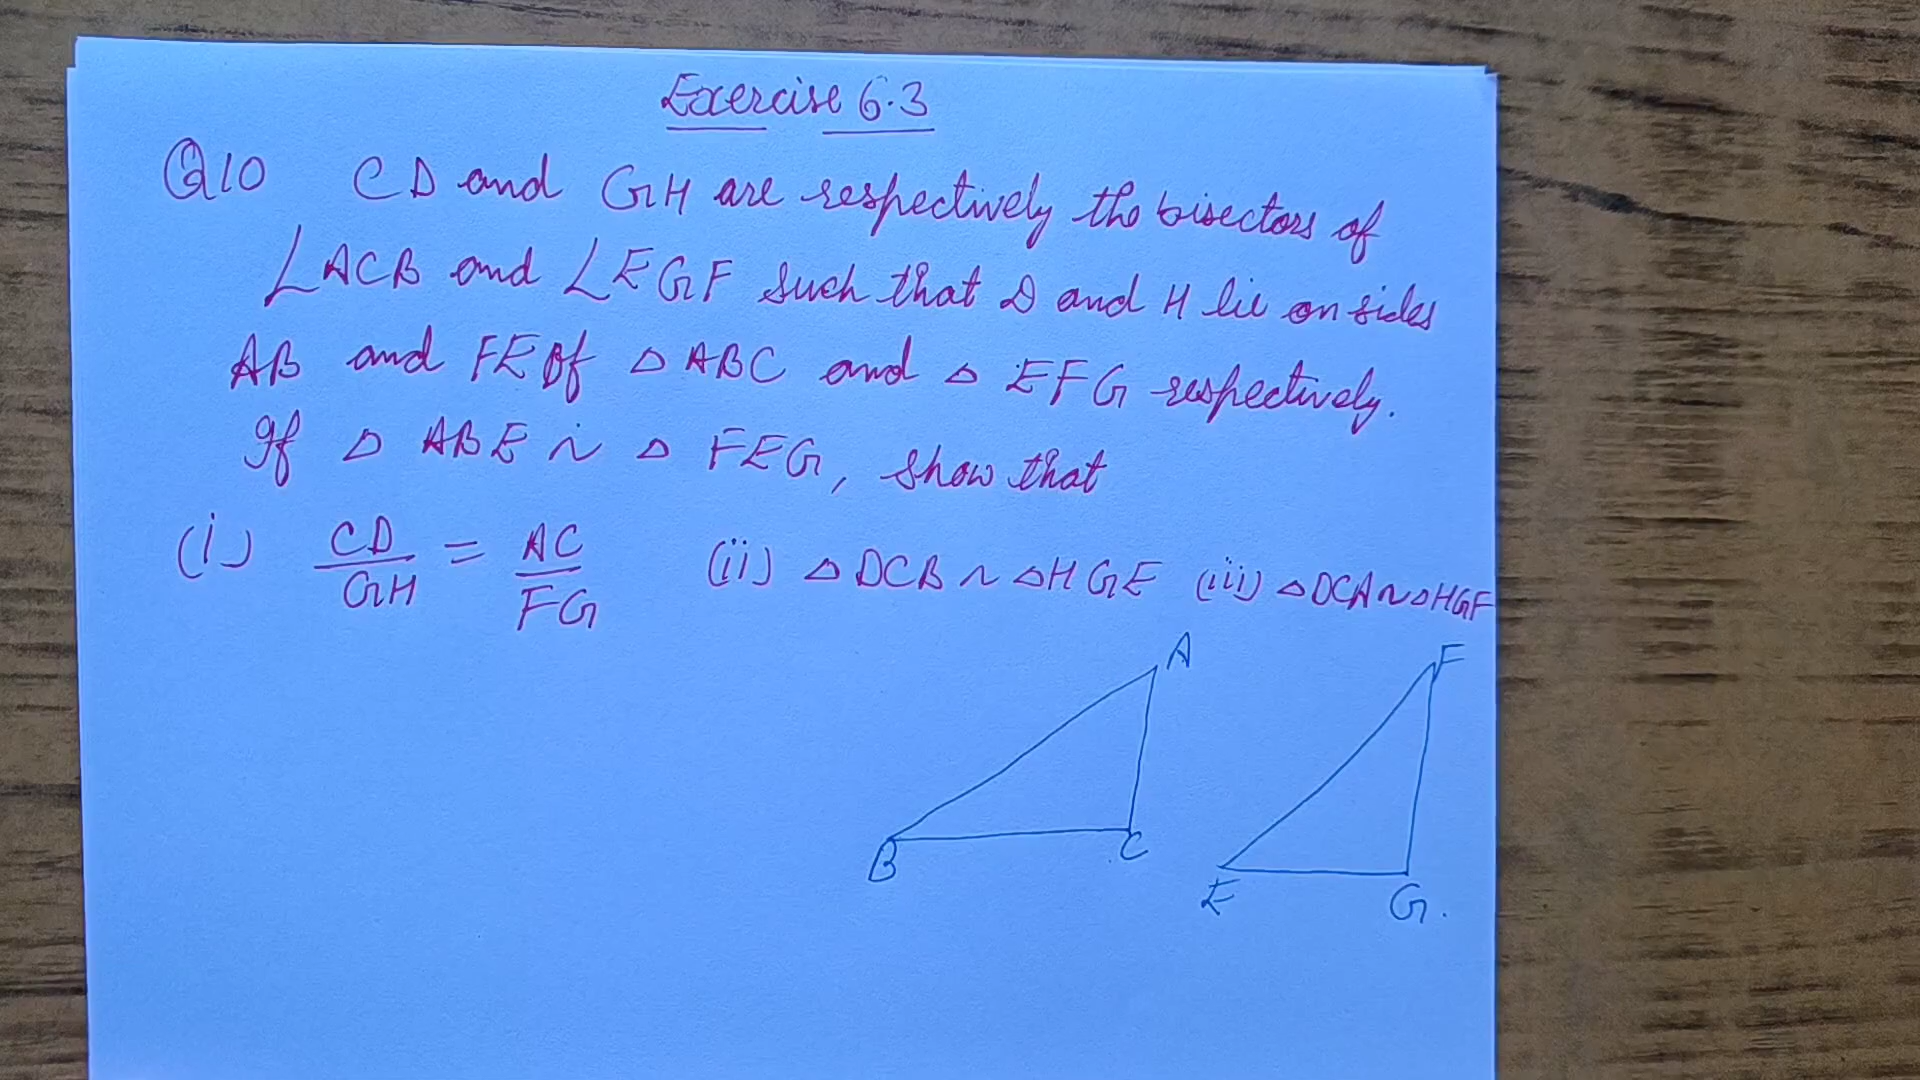 Exercise 6.3
Q10 CD and GH are respectively the bisectors of
∠ACB and ∠EGF such that D and H lie on sides
AB and FE of △ ABC and △ EFG respectively.
If △ ABE ~ △ FEG, show that
(i) CD/GH = AC/FG (ii) △DCB ~ △HGE (iii) △DCA ~ △HGF
A F
B C
E G.